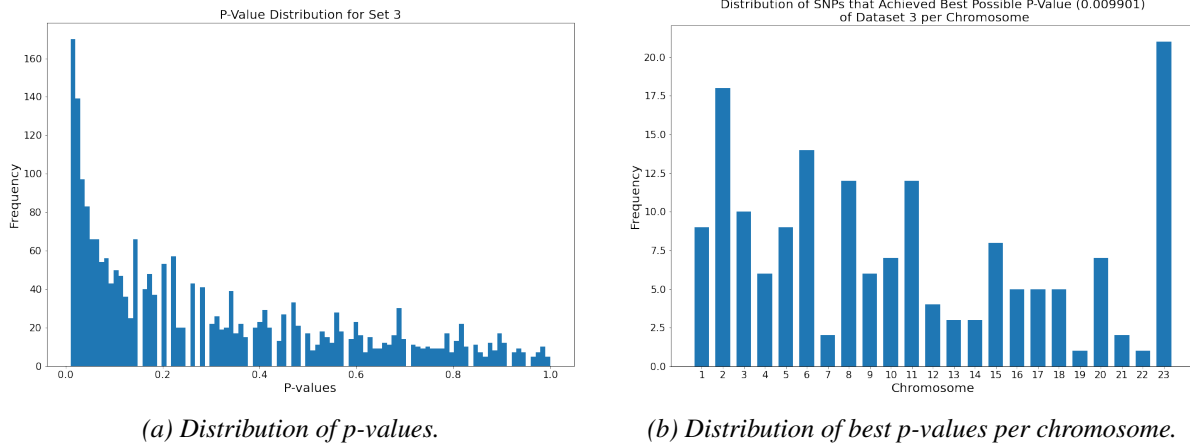 P-Value Distribution for Set 3
Frequency
160
140
120
100
80
60
40
20
0
0.0 0.2 0.4 0.6 0.8 1.0
P-values
(a) Distribution of p-values.
Distribution of SNPs that Achieved Best Possible P-Value (0.009901)
of Dataset 3 per Chromosome
Frequency
20.0
17.5
15.0
12.5
10.0
7.5
5.0
2.5
0.0
1 2 3 4 5 6 7 8 9 10 11 12 13 14 15 16 17 18 19 20 21 22 23
Chromosome
(b) Distribution of best p-values per chromosome.